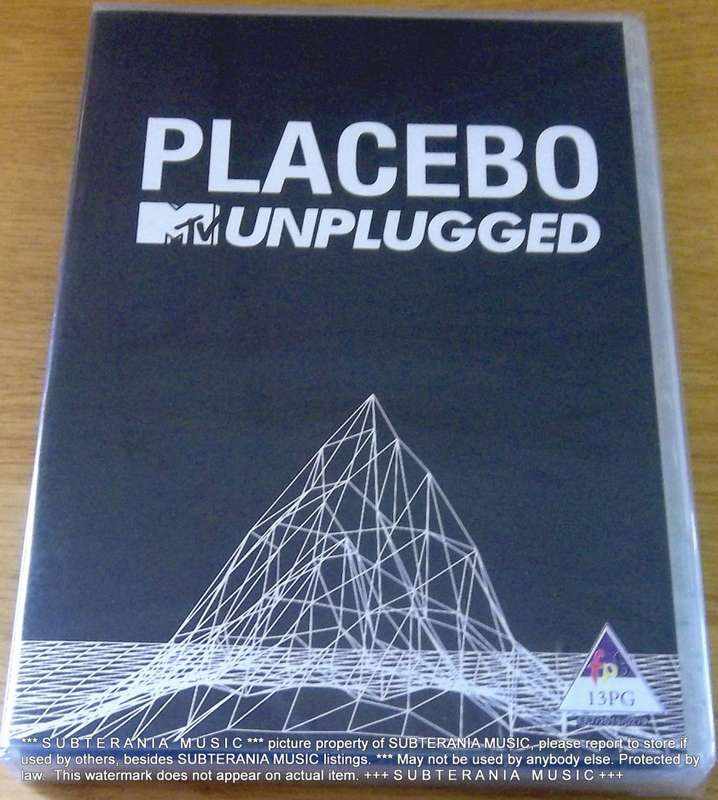 PLACEBO
MTV UNPLUGGED
13PG
*** S U B T E R A N I A   M U S I C *** picture property of SUBTERANIA MUSIC, please report to store if
used by others, besides SUBTERANIA MUSIC listings. *** May not be used by anybody else. Protected by
law.  This watermark does not appear on actual item. +++ S U B T E R A N I A   M U S I C +++